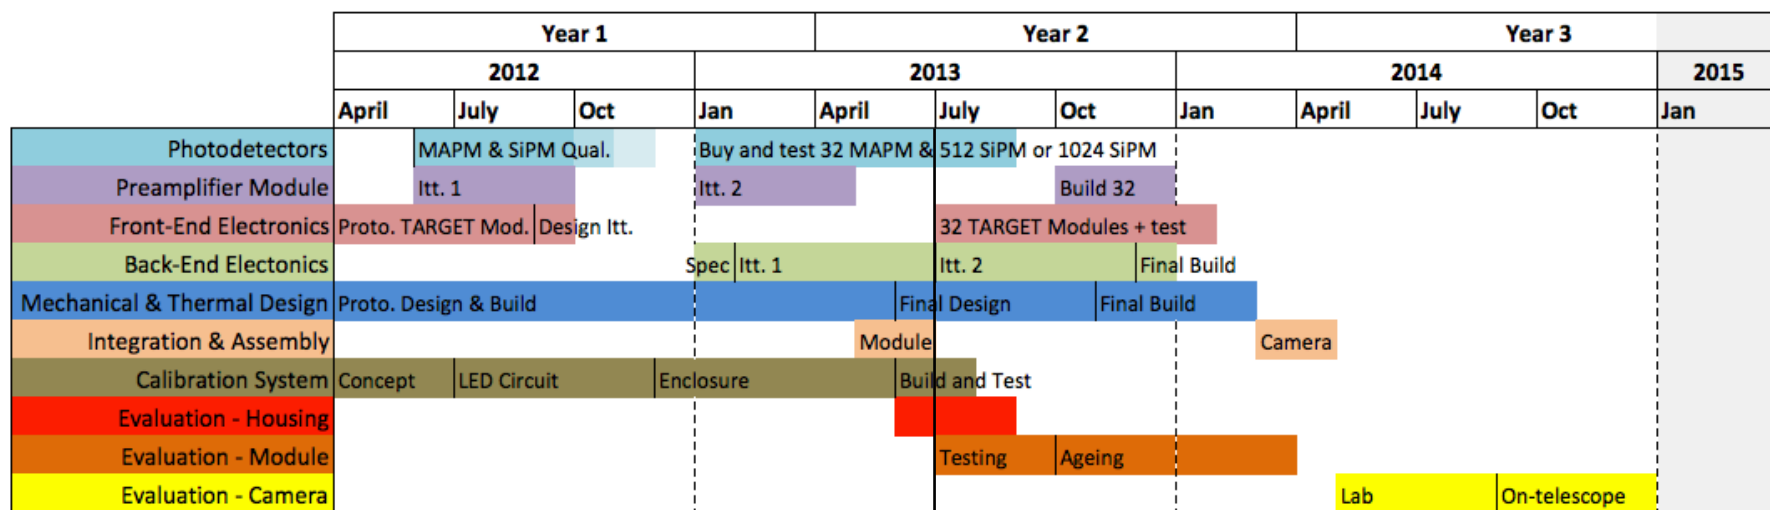 Year 1 Year 2 Year 3
2012 2013 2014 2015
April July Oct Jan April July Oct Jan April July Oct Jan
Photodetectors MAPM & SiPM Qual. Buy and test 32 MAPM & 512 SiPM or 1024 SiPM
Preamplifier Module Itt. 1 Itt. 2 Build 32
Front-End Electronics Proto. TARGET Mod. Design Itt. 32 TARGET Modules + test
Back-End Electonics Spec Itt. 1 Itt. 2 Final Build
Mechanical & Thermal Design Proto. Design & Build Final Design Final Build
Integration & Assembly Module Camera
Calibration System Concept LED Circuit Enclosure Build and Test
Evaluation - Housing
Evaluation - Module Testing Ageing
Evaluation - Camera Lab On-telescope